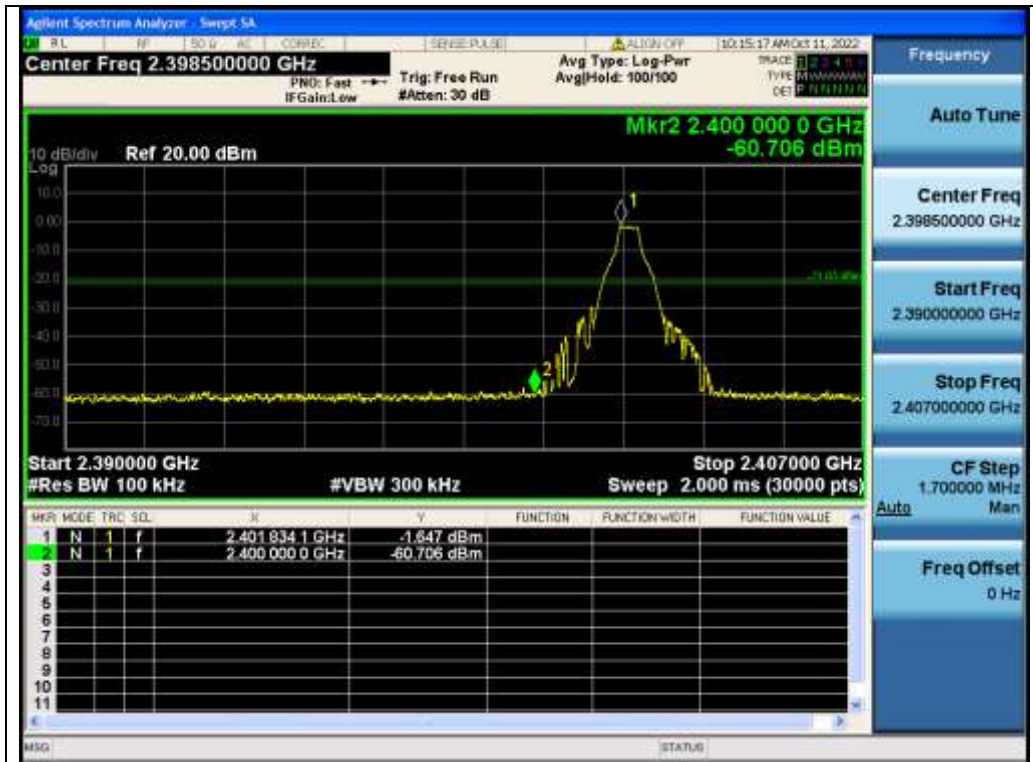 Agilent Spectrum Analyzer - Swept SA
RL RF 50 Ω AC CORREC SENSE:PULSE ALIGN OFF 10:15:17 AM Oct 11, 2022
Center Freq 2.398500000 GHz
PNO: Fast
IFGain:Low
Trig: Free Run
#Atten: 30 dB
Avg Type: Log-Pwr
Avg|Hold: 100/100
TRACE 1 2 3 4 5 6
TYPE M
DET P N N N N N
Mkr2 2.400 000 0 GHz
-60.706 dBm
10 dB/div Ref 20.00 dBm
Log
10.0
0.00
-10.0
-20.0
-30.0
-40.0
-50.0
-60.0
-70.0
1
2
Start 2.390000 GHz
Stop 2.407000 GHz
#Res BW 100 kHz
#VBW 300 kHz
Sweep 2.000 ms (30000 pts)
MKR MODE TRC SCL X Y FUNCTION FUNCTION WIDTH FUNCTION VALUE
1 N 1 f 2.401 834 1 GHz -1.647 dBm
2 N 1 f 2.400 000 0 GHz -60.706 dBm
3
4
5
6
7
8
9
10
11
MSG
STATUS
Frequency
Auto Tune
Center Freq
2.398500000 GHz
Start Freq
2.390000000 GHz
Stop Freq
2.407000000 GHz
CF Step
1.700000 MHz
Auto Man
Freq Offset
0 Hz